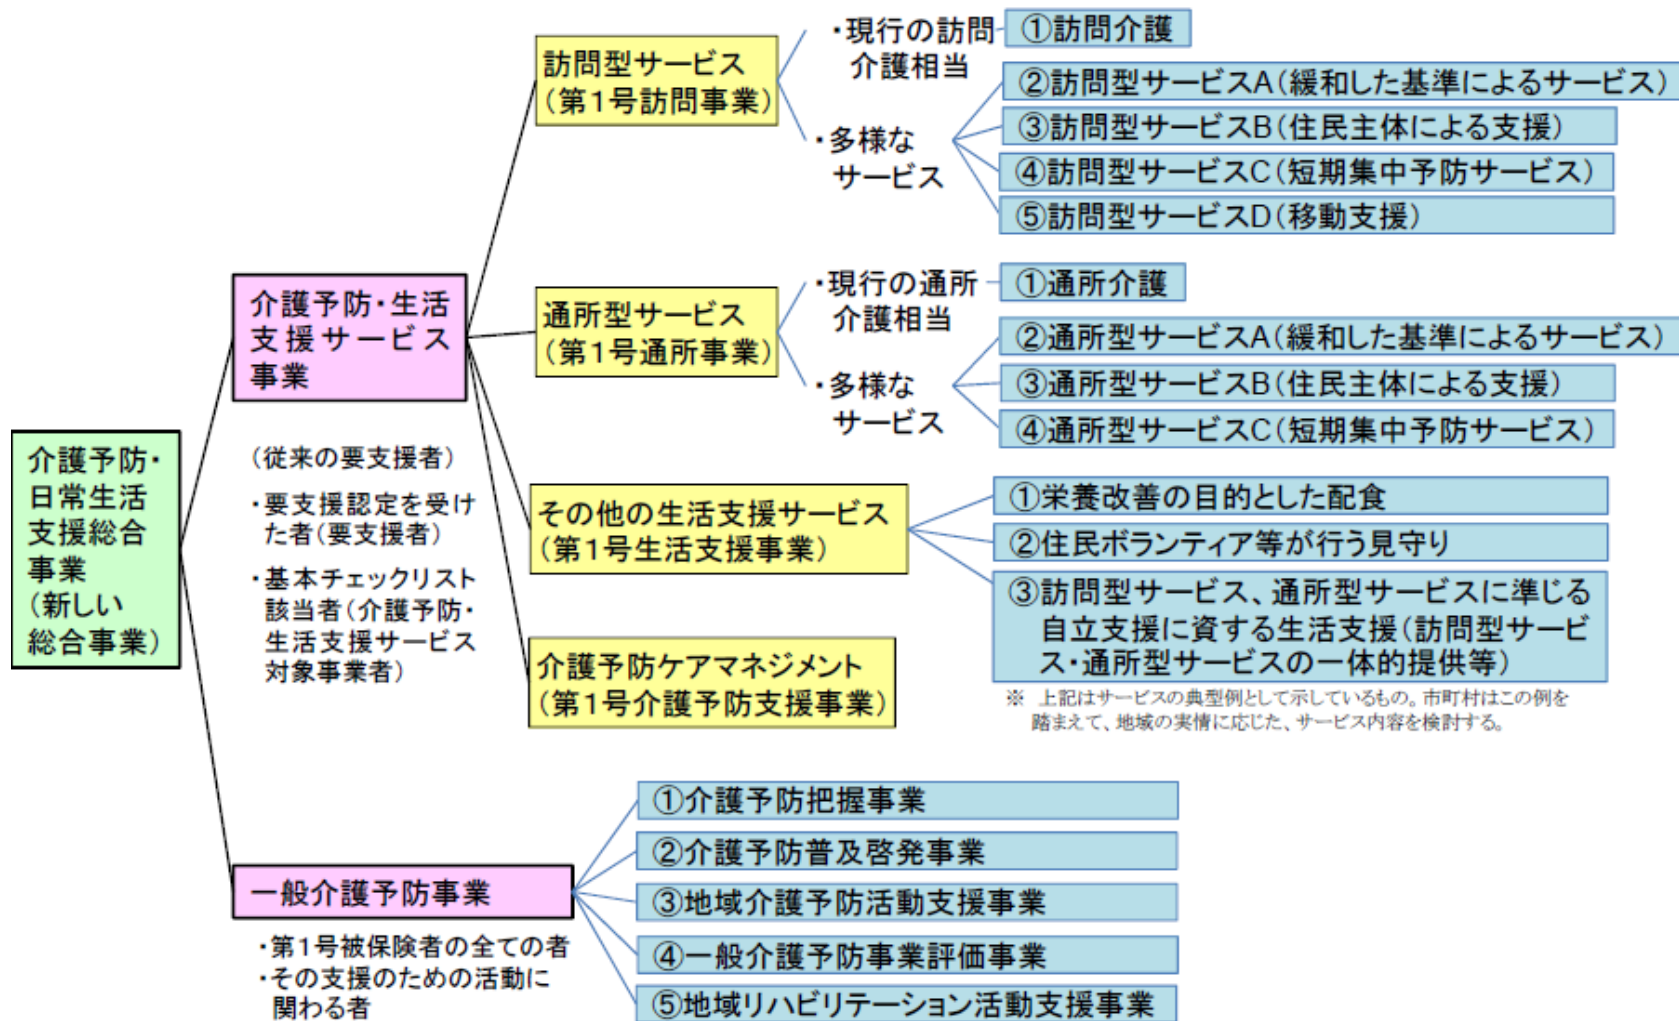 介護予防・
日常生活
支援総合
事業
(新しい
総合事業)
介護予防・生活
支援サービス
事業
(従来の要支援者)
・要支援認定を受け
た者(要支援者)
・基本チェックリスト
該当者(介護予防・
生活支援サービス
対象事業者)
訪問型サービス
(第1号訪問事業)
・現行の訪問
介護相当
①訪問介護
・多様な
サービス
②訪問型サービスA(緩和した基準によるサービス)
③訪問型サービスB(住民主体による支援)
④訪問型サービスC(短期集中予防サービス)
⑤訪問型サービスD(移動支援)
通所型サービス
(第1号通所事業)
・現行の通所
介護相当
①通所介護
・多様な
サービス
②通所型サービスA(緩和した基準によるサービス)
③通所型サービスB(住民主体による支援)
④通所型サービスC(短期集中予防サービス)
その他の生活支援サービス
(第1号生活支援事業)
①栄養改善の目的とした配食
②住民ボランティア等が行う見守り
③訪問型サービス、通所型サービスに準じる
自立支援に資する生活支援(訪問型サービ
ス・通所型サービスの一体的提供等)
介護予防ケアマネジメント
(第1号介護予防支援事業)
※ 上記はサービスの典型例として示しているもの。市町村はこの例を
踏まえて、地域の実情に応じた、サービス内容を検討する。
一般介護予防事業
・第1号被保険者の全ての者
・その支援のための活動に
関わる者
①介護予防把握事業
②介護予防普及啓発事業
③地域介護予防活動支援事業
④一般介護予防事業評価事業
⑤地域リハビリテーション活動支援事業